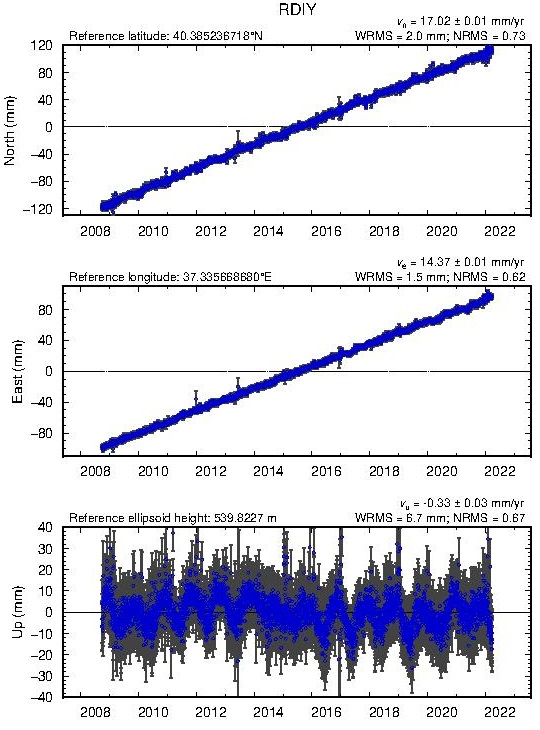 RDIY
vn = 17.02 ± 0.01 mm/yr
Reference latitude: 40.385236718°N WRMS = 2.0 mm; NRMS = 0.73
120
80
40
0
−40
−80
−120
North (mm)
2008 2010 2012 2014 2016 2018 2020 2022
ve = 14.37 ± 0.01 mm/yr
Reference longitude: 37.335668680°E WRMS = 1.5 mm; NRMS = 0.62
80
40
0
−40
−80
East (mm)
2008 2010 2012 2014 2016 2018 2020 2022
vu = -0.33 ± 0.03 mm/yr
Reference ellipsoid height: 539.8227 m WRMS = 6.7 mm; NRMS = 0.67
40
30
20
10
0
−10
−20
−30
−40
Up (mm)
2008 2010 2012 2014 2016 2018 2020 2022